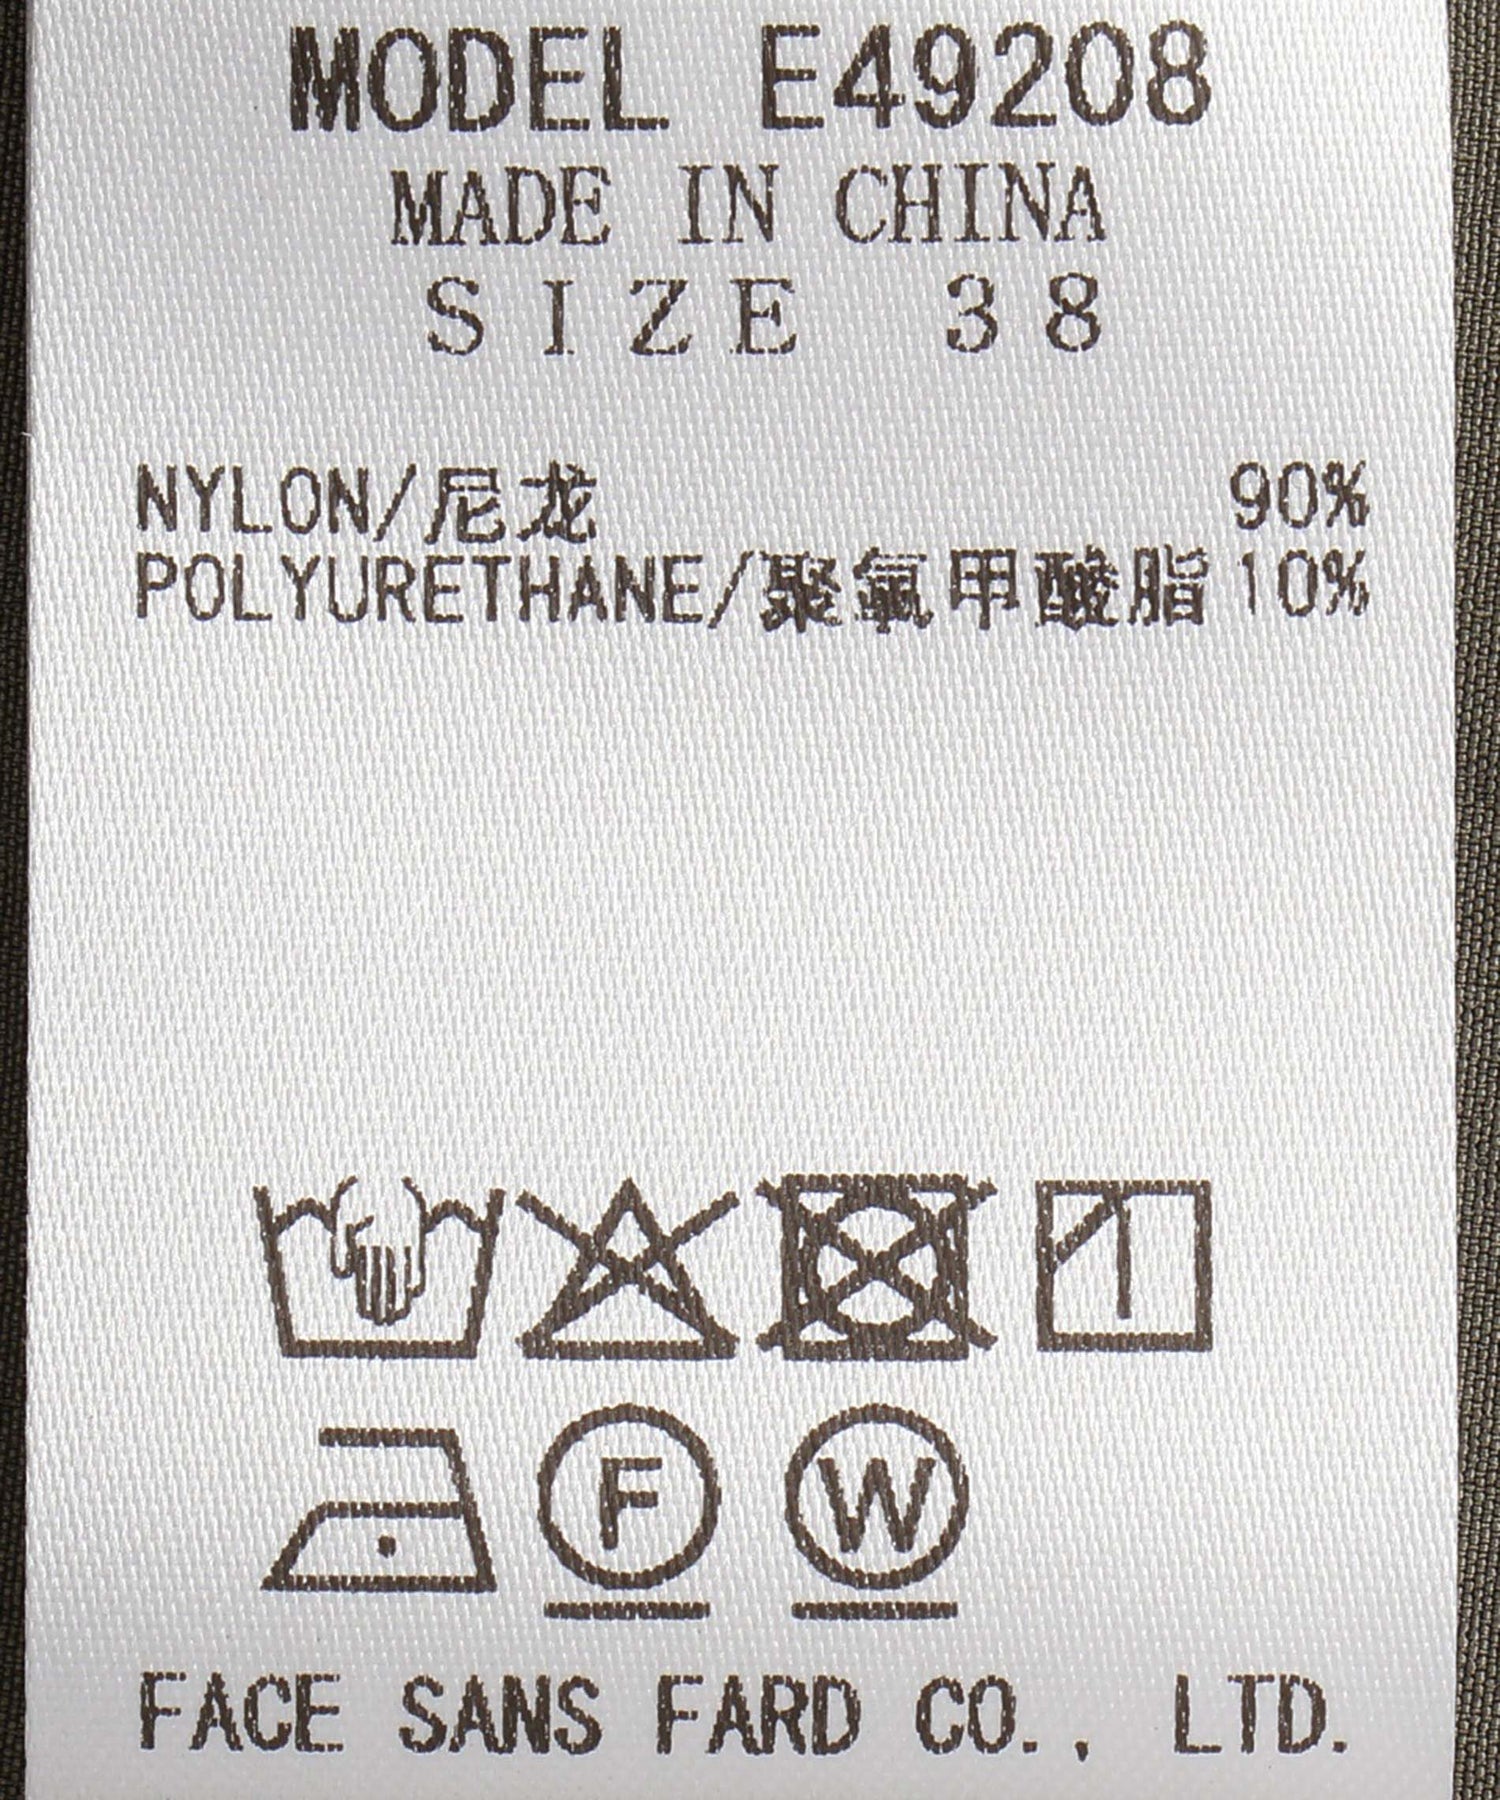 MODEL E49208
MADE IN CHINA
SIZE 38
NYLON/尼龙 90%
POLYURETHANE/聚氨甲酸脂 10%
F W
FACE SANS FARD CO., LTD.